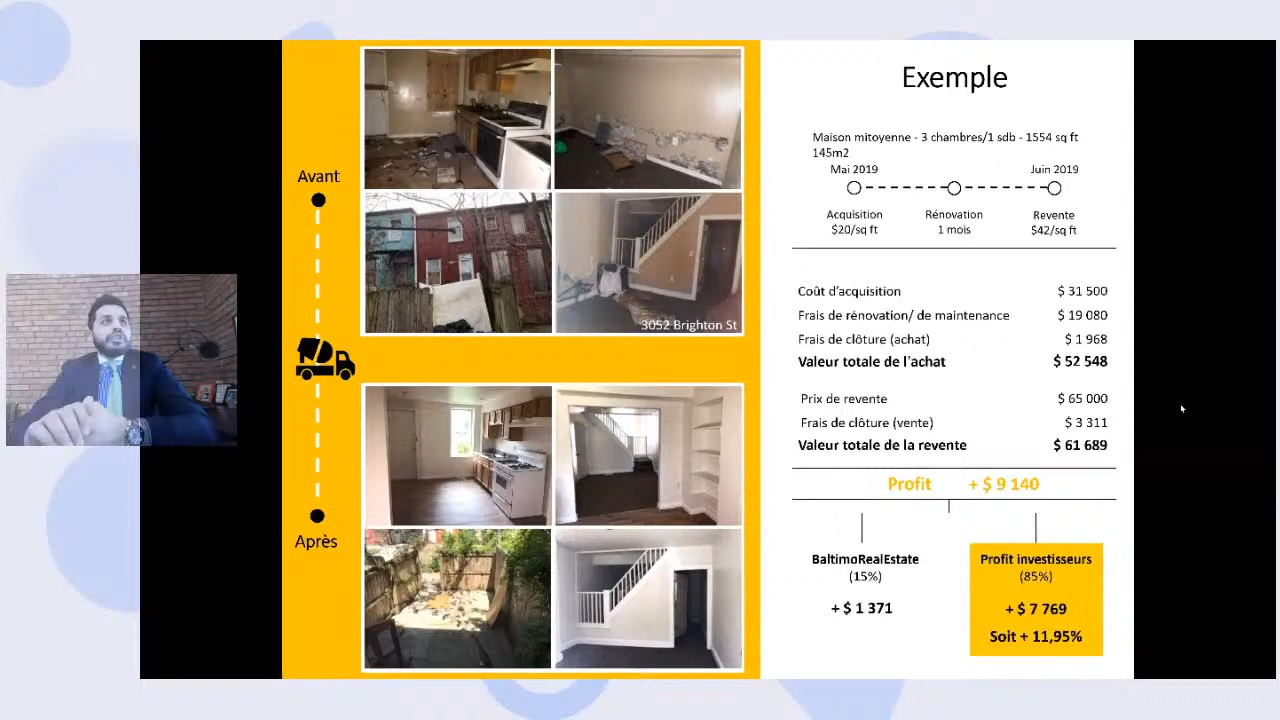 Avant
3052 Brighton St
Après
Exemple
Maison mitoyenne - 3 chambres/1 sdb - 1554 sq ft
145m2
Mai 2019
Juin 2019
Acquisition
$20/sq ft
Rénovation
1 mois
Revente
$42/sq ft
Coût d'acquisition $ 31 500
Frais de rénovation/ de maintenance $ 19 080
Frais de clôture (achat) $ 1 968
Valeur totale de l'achat $ 52 548
Prix de revente $ 65 000
Frais de clôture (vente) $ 3 311
Valeur totale de la revente $ 61 689
Profit + $ 9 140
BaltimoRealEstate
(15%)
+ $ 1 371
Profit investisseurs
(85%)
+ $ 7 769
Soit + 11,95%